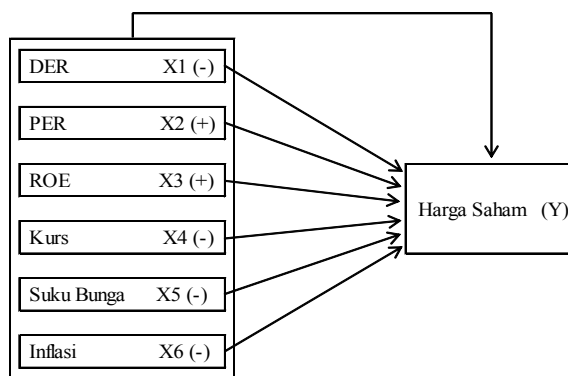 DER X1 (-)
PER X2 (+)
ROE X3 (+)
Kurs X4 (-)
Suku Bunga X5 (-)
Inflasi X6 (-)
Harga Saham (Y)